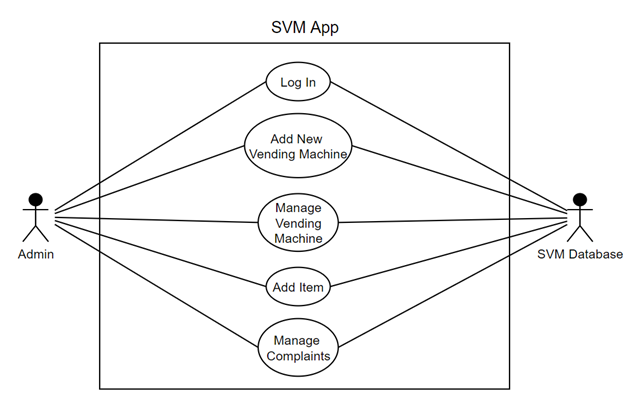 SVM App
Log In
Add New
Vending Machine
Manage
Vending
Machine
Admin
SVM Database
Add Item
Manage
Complaints